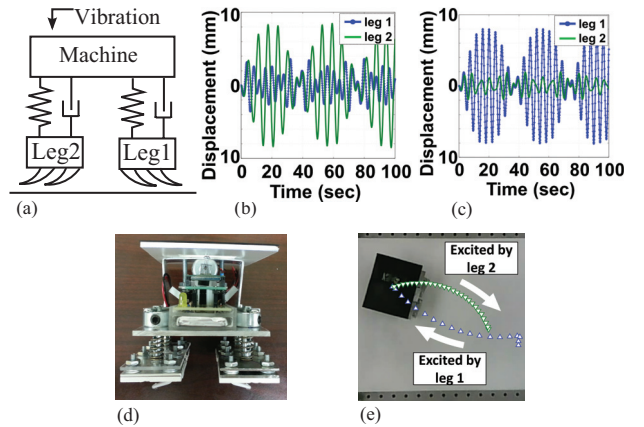 (a)
Vibration
Machine
Leg2
Leg1
(b)
Displacement (mm)
10
0
10
leg 1
leg 2
0 20 40 60 80 100
Time (sec)
(c)
Displacement (mm)
10
0
10
leg 1
leg 2
0 20 40 60 80 100
Time (sec)
(d)
Excited by
leg 2
Excited by
leg 1
(e)